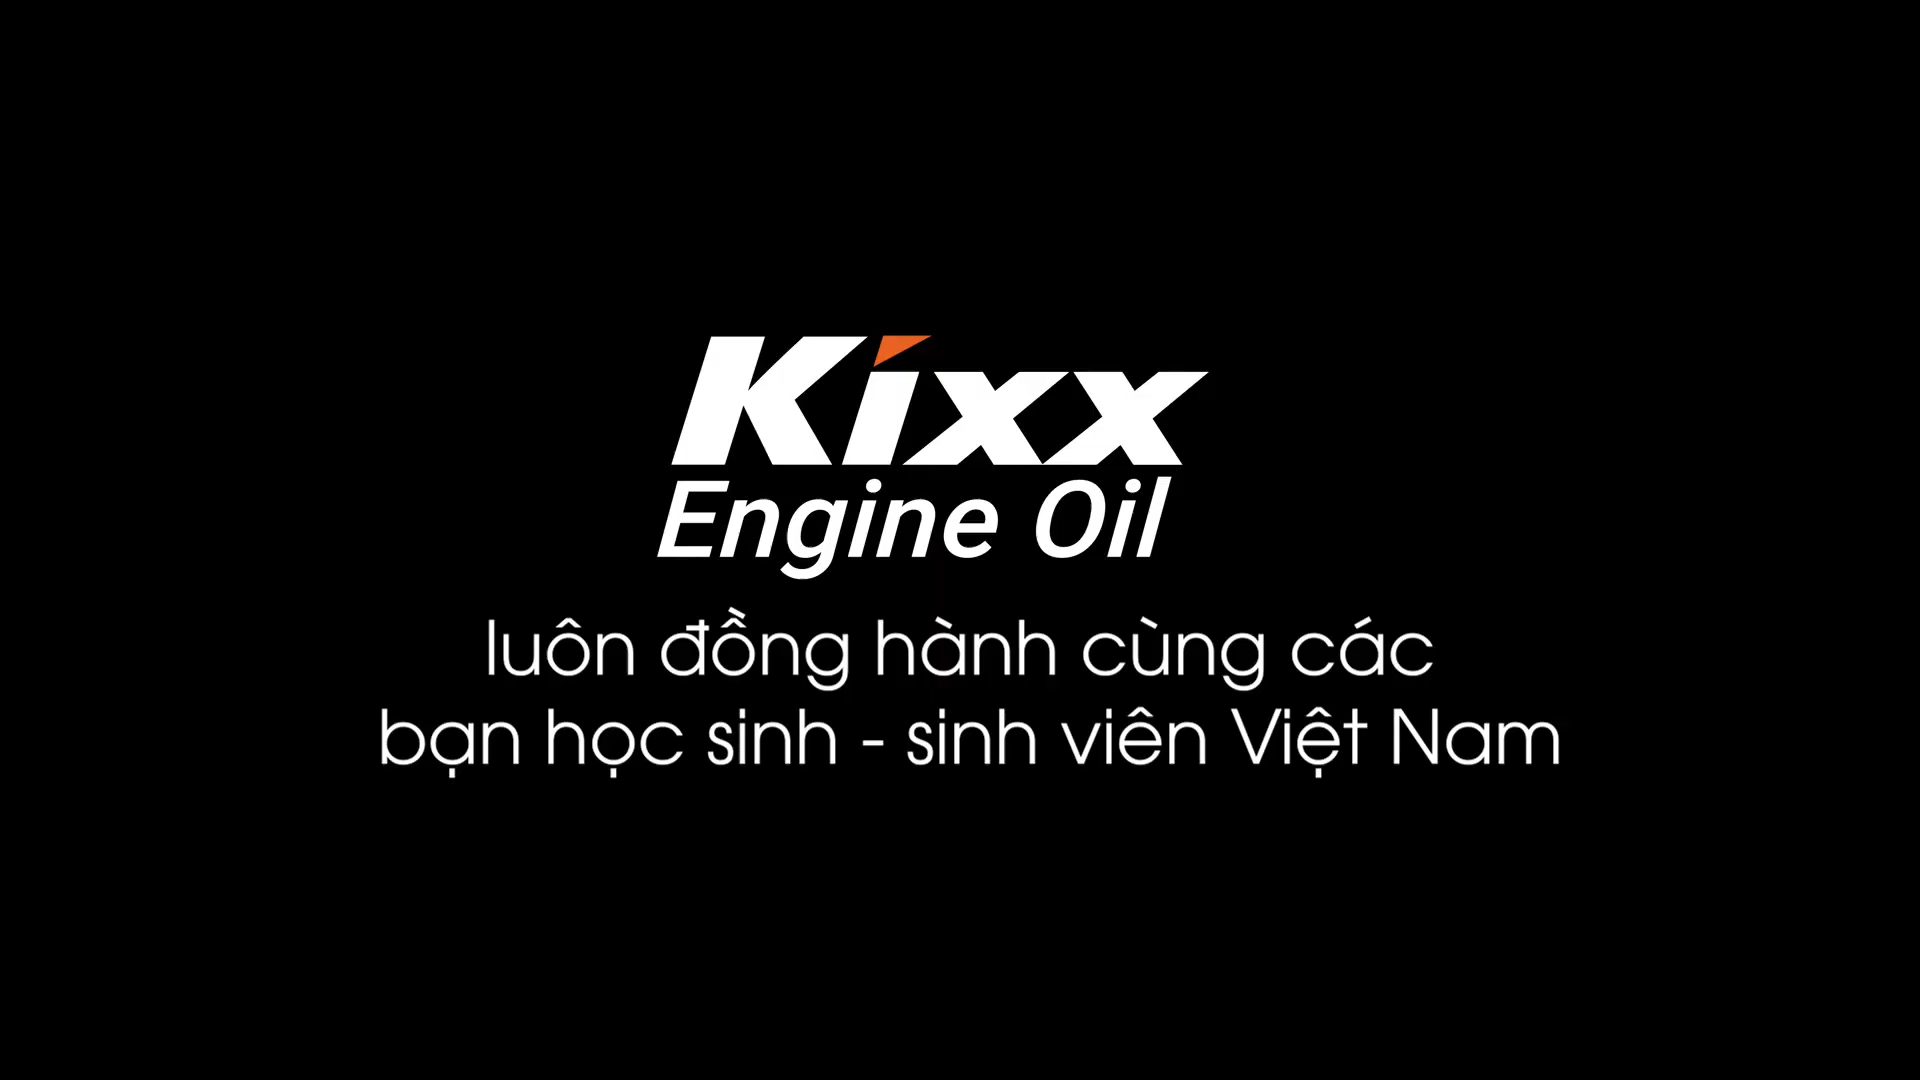 Kixx
Engine Oil
luôn đồng hành cùng các
bạn học sinh - sinh viên Việt Nam